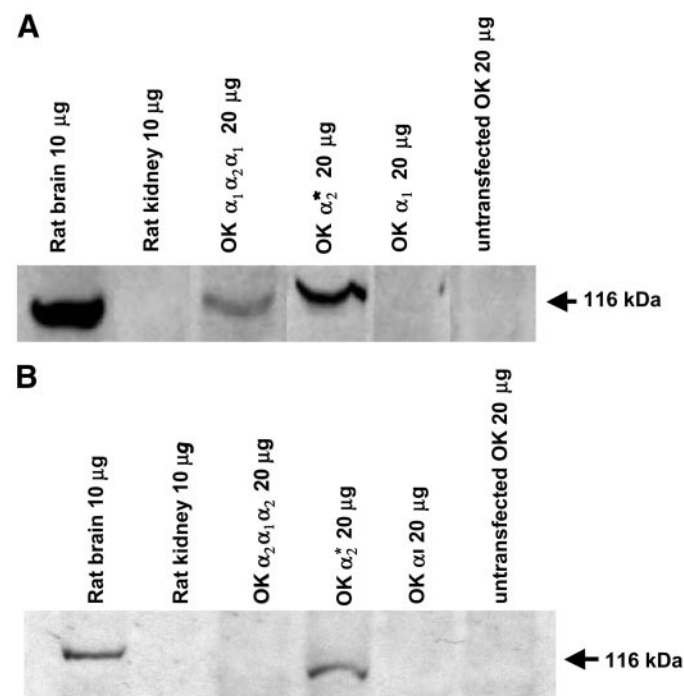 A
Rat brain 10 μg
Rat kidney 10 μg
OK α₁α₂α₁ 20 μg
OK α₂* 20 μg
OK α₁ 20 μg
untransfected OK 20 μg
116 kDa
B
Rat brain 10 μg
Rat kidney 10 μg
OK α₂α₁α₂ 20 μg
OK α₂* 20 μg
OK αI 20 μg
untransfected OK 20 μg
116 kDa